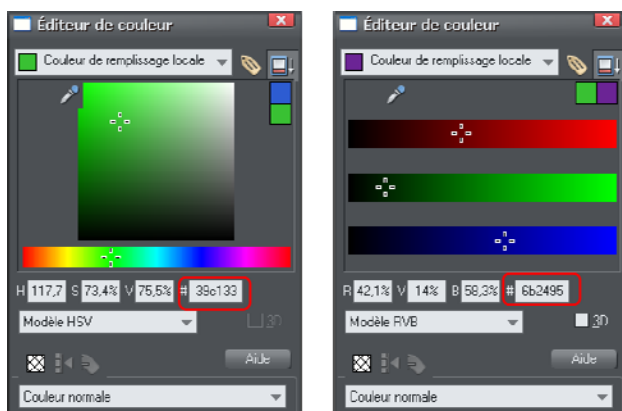 Éditeur de couleur
Couleur de remplissage locale
H 117,7 S 73,4% V 75,5% # 39c133
Modèle HSV
3D
Aide
Couleur normale
Éditeur de couleur
Couleur de remplissage locale
R 42,1% V 14% B 58,3% # 6b2495
Modèle RVB
3D
Aide
Couleur normale